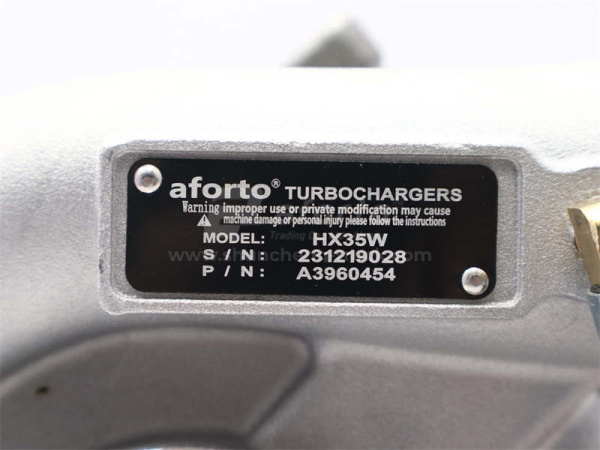 aforto® TURBOCHARGERS
Warning improper use or private modification may cause
machine damage or personal injury please follow the instructions
MODEL: HX35W
S / N: 231219028
P / N: A3960454